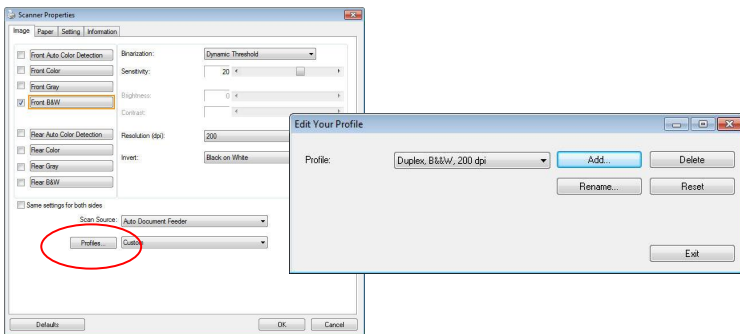 Scanner Properties
Image Paper Setting Information
Front Auto Color Detection
Front Color
Front Gray
Front B&W
Rear Auto Color Detection
Rear Color
Rear Gray
Rear B&W
Binarization: Dynamic Threshold
Sensitivity: 20
Brightness: 0
Contrast:
Resolution (dpi): 200
Invert: Black on White
Same settings for both sides
Scan Source: Auto Document Feeder
Profiles... Custom
Defaults OK Cancel
Edit Your Profile
Profile: Duplex, B&&W, 200 dpi Add... Delete
Rename... Reset
Exit